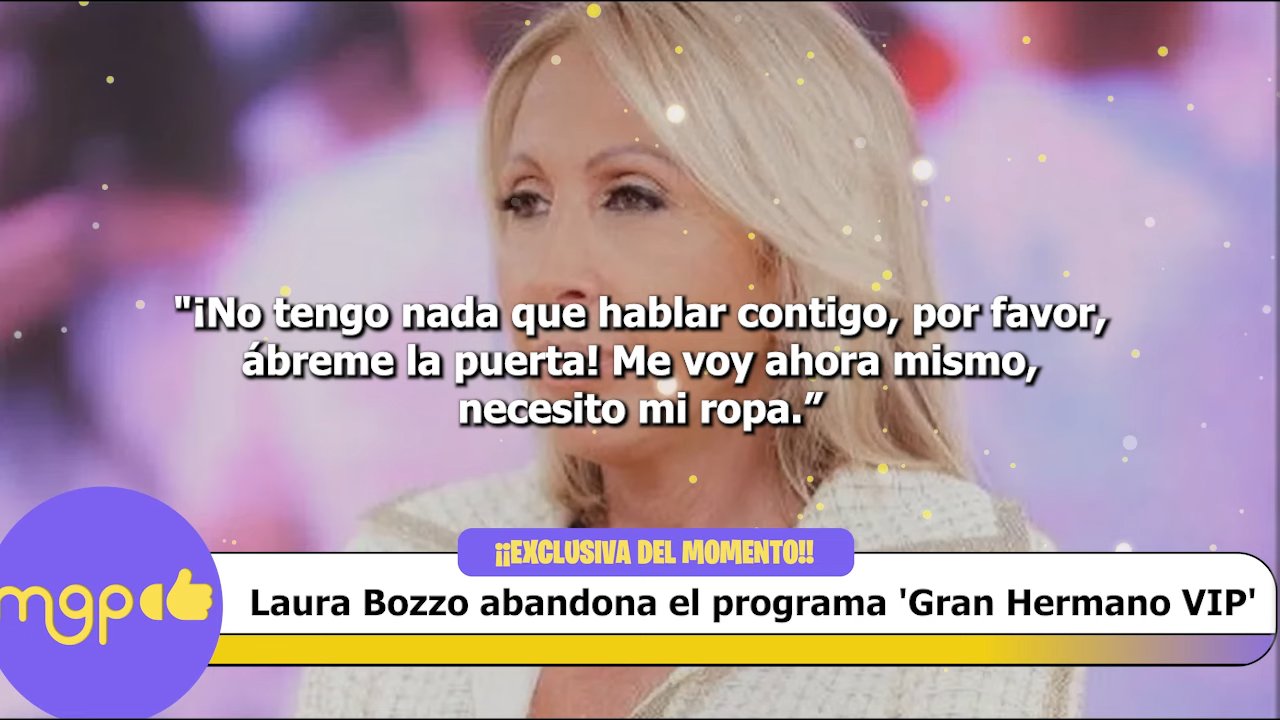 "¡No tengo nada que hablar contigo, por favor,
ábreme la puerta! Me voy ahora mismo,
necesito mi ropa.”
¡¡EXCLUSIVA DEL MOMENTO!!
Laura Bozzo abandona el programa 'Gran Hermano VIP'
mgp